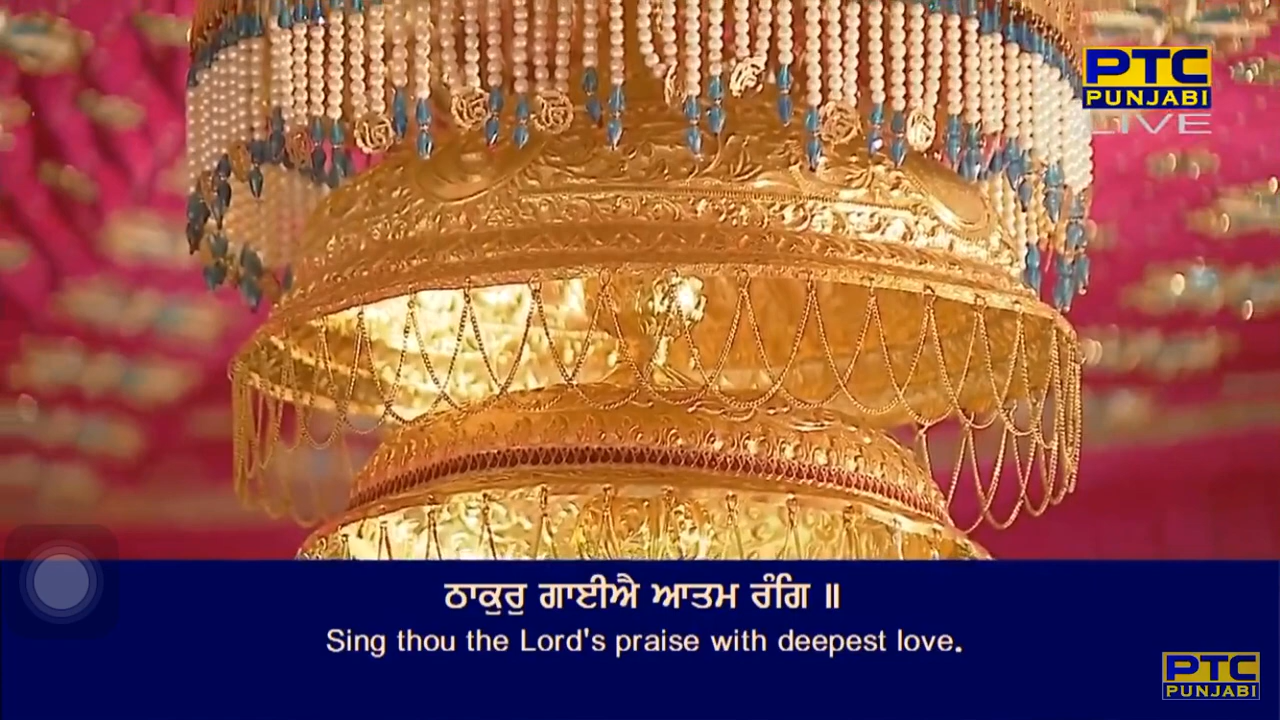 PTC
PUNJABI
LIVE
ਠਾਕੁਰੁ ਗਾਈਐ ਆਤਮ ਰੰਗਿ ॥
Sing thou the Lord's praise with deepest love.
PTC
PUNJABI